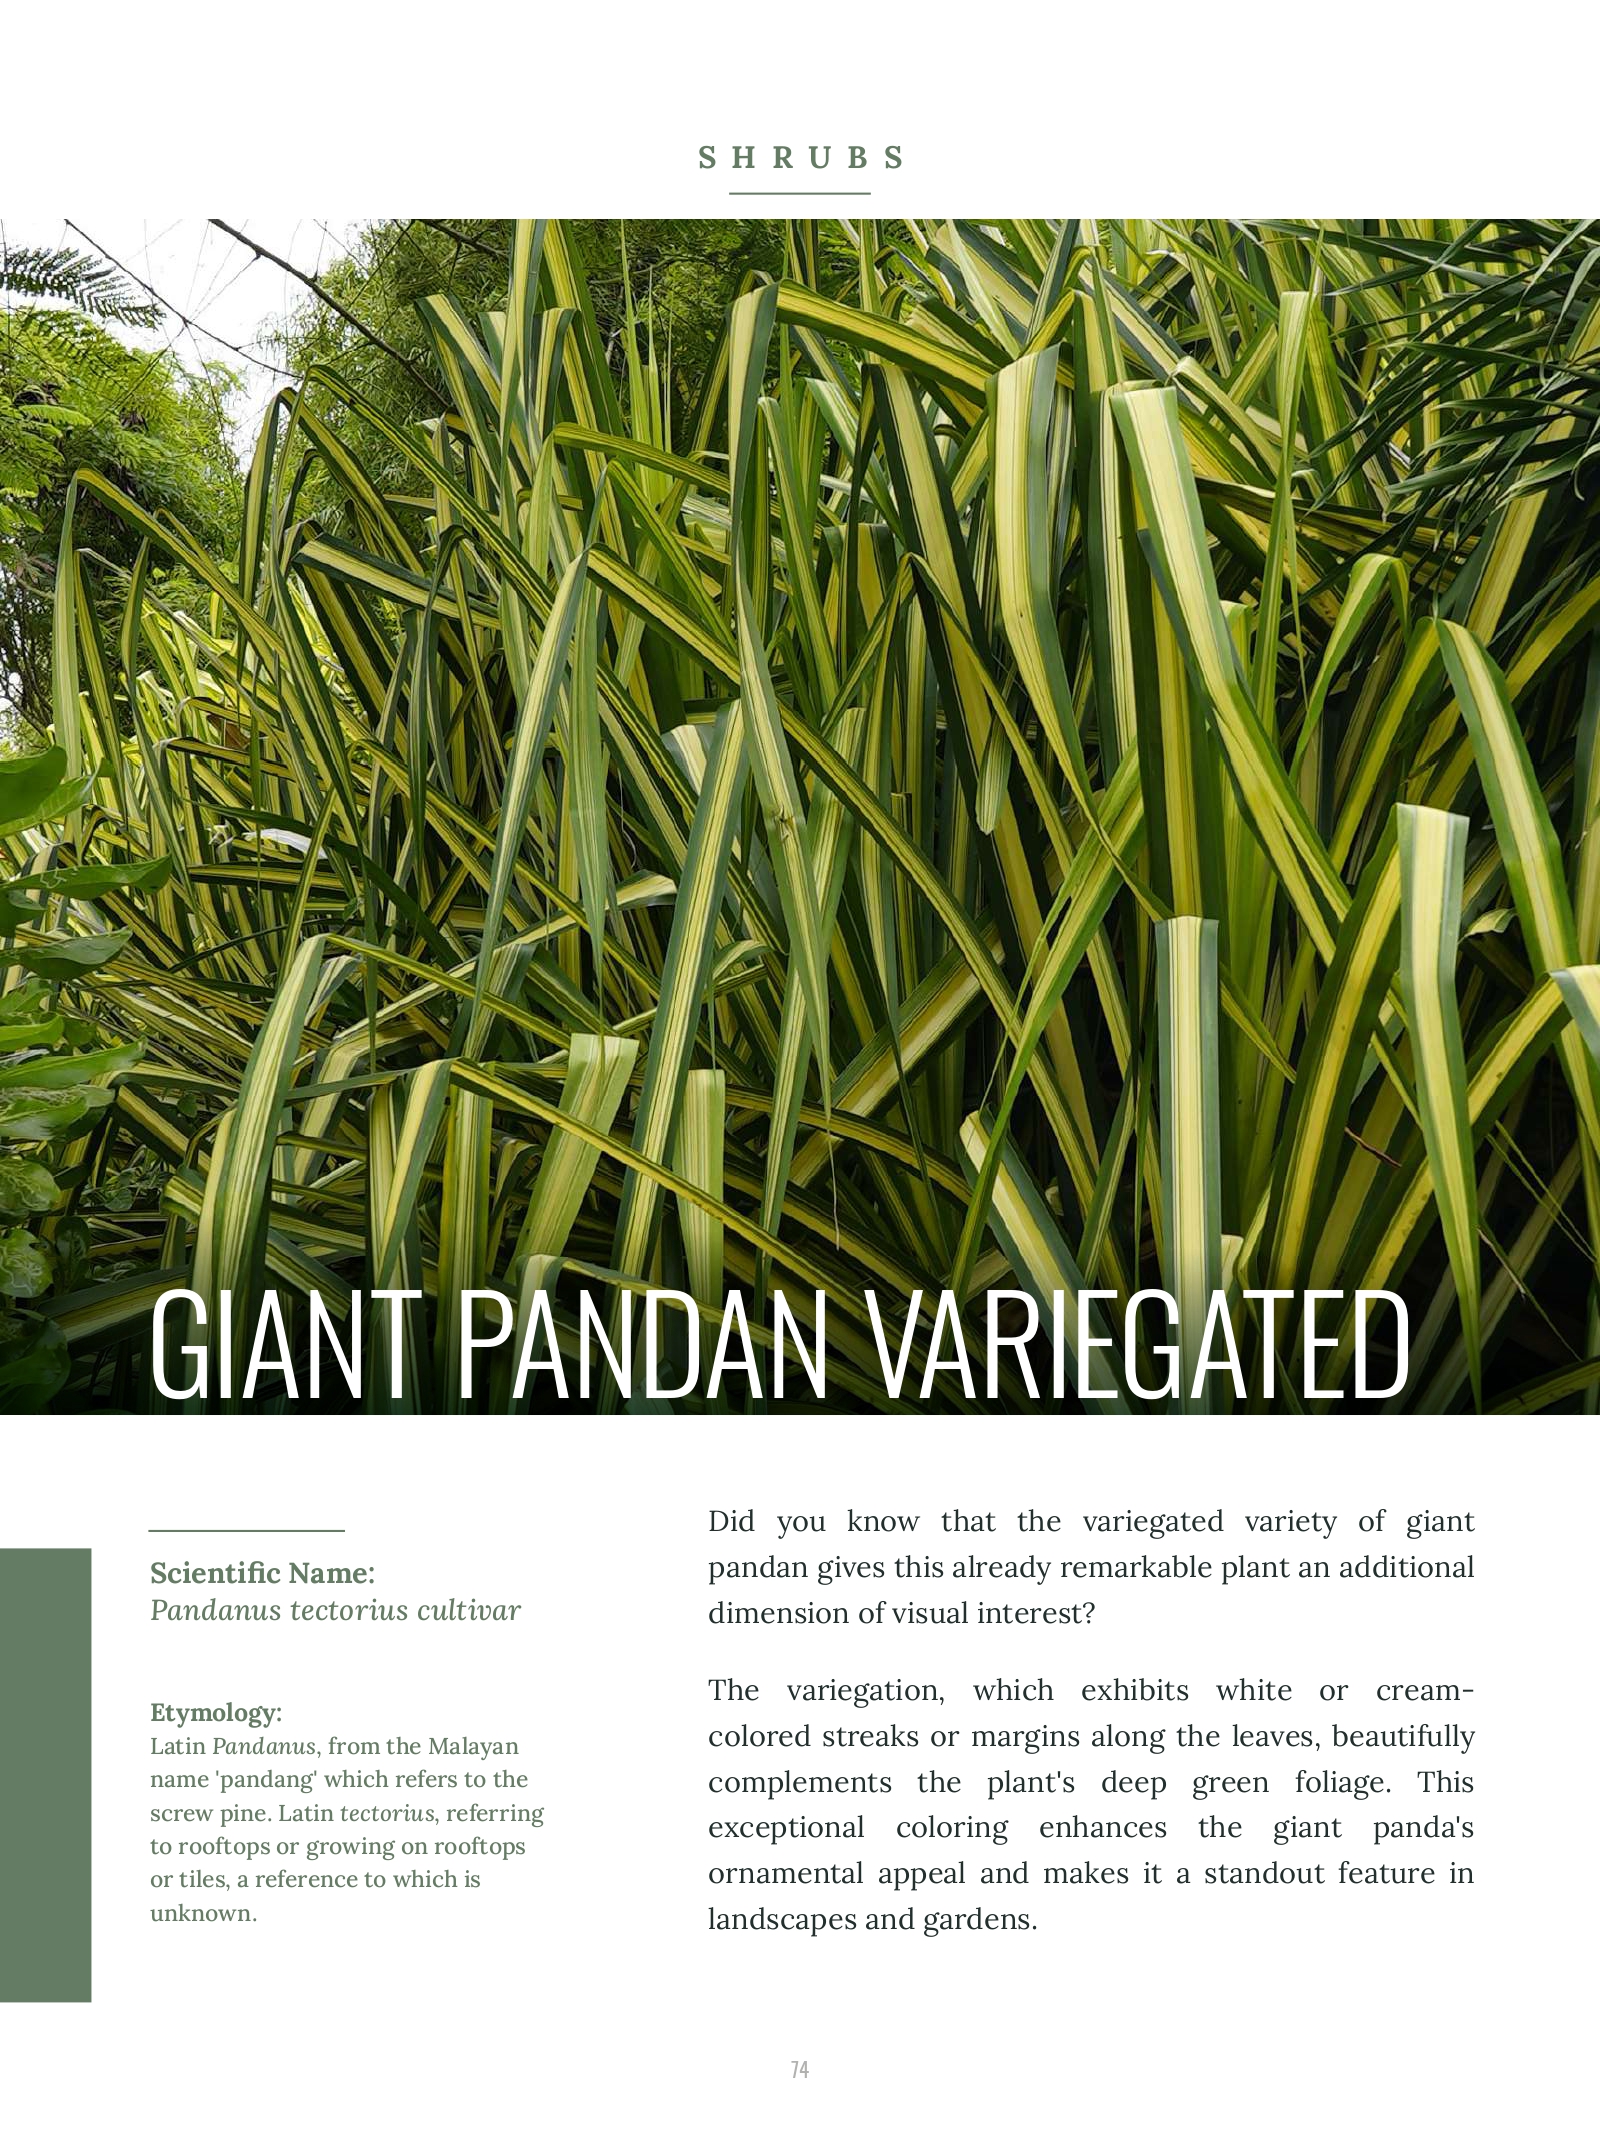 SHRUBS
GIANT PANDAN VARIEGATED
Scientific Name:
Pandanus tectorius cultivar
Etymology:
Latin Pandanus, from the Malayan
name 'pandang' which refers to the
screw pine. Latin tectorius, referring
to rooftops or growing on rooftops
or tiles, a reference to which is
unknown.
Did you know that the variegated variety of giant
pandan gives this already remarkable plant an additional
dimension of visual interest?
The variegation, which exhibits white or cream-
colored streaks or margins along the leaves, beautifully
complements the plant's deep green foliage. This
exceptional coloring enhances the giant panda's
ornamental appeal and makes it a standout feature in
landscapes and gardens.
74